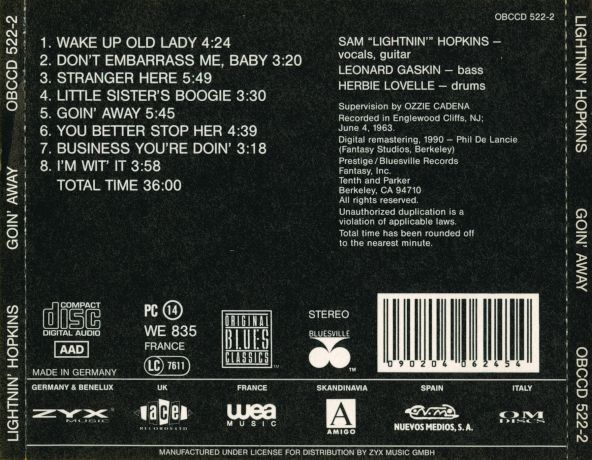 OBCCD 522-2
1. WAKE UP OLD LADY 4:24
2. DON'T EMBARRASS ME, BABY 3:20
3. STRANGER HERE 5:49
4. LITTLE SISTER'S BOOGIE 3:30
5. GOIN' AWAY 5:45
6. YOU BETTER STOP HER 4:39
7. BUSINESS YOU'RE DOIN' 3:18
8. I'M WIT' IT 3:58
TOTAL TIME 36:00
SAM "LIGHTNIN'" HOPKINS –
vocals, guitar
LEONARD GASKIN – bass
HERBIE LOVELLE – drums
Supervision by OZZIE CADENA
Recorded in Englewood Cliffs, NJ;
June 4, 1963.
Digital remastering, 1990 – Phil De Lancie
(Fantasy Studios, Berkeley)
Prestige/Bluesville Records
Fantasy, Inc.
Tenth and Parker
Berkeley, CA 94710
All rights reserved.
Unauthorized duplication is a
violation of applicable laws.
Total time has been rounded off
to the nearest minute.
LIGHTNIN' HOPKINS GOIN' AWAY OBCCD 522-2
LIGHTNIN' HOPKINS GOIN' AWAY OBCCD 522-2
COMPACT
disc
DIGITAL AUDIO
AAD
MADE IN GERMANY
PC 14
WE 835
FRANCE
LC 7611
ORIGINAL
BLUES
CLASSICS
STEREO
BLUESVILLE
090204 062454
GERMANY & BENELUX
UK
FRANCE
SKANDINAVIA
SPAIN
ITALY
ZYX
MUSIC
ace
RECORDS LTD
wea
MUSIC
A
AMIGO
N.M.
NUEVOS MEDIOS, S.A.
OM
DISCS
MANUFACTURED UNDER LICENSE FOR DISTRIBUTION BY ZYX MUSIC GMBH